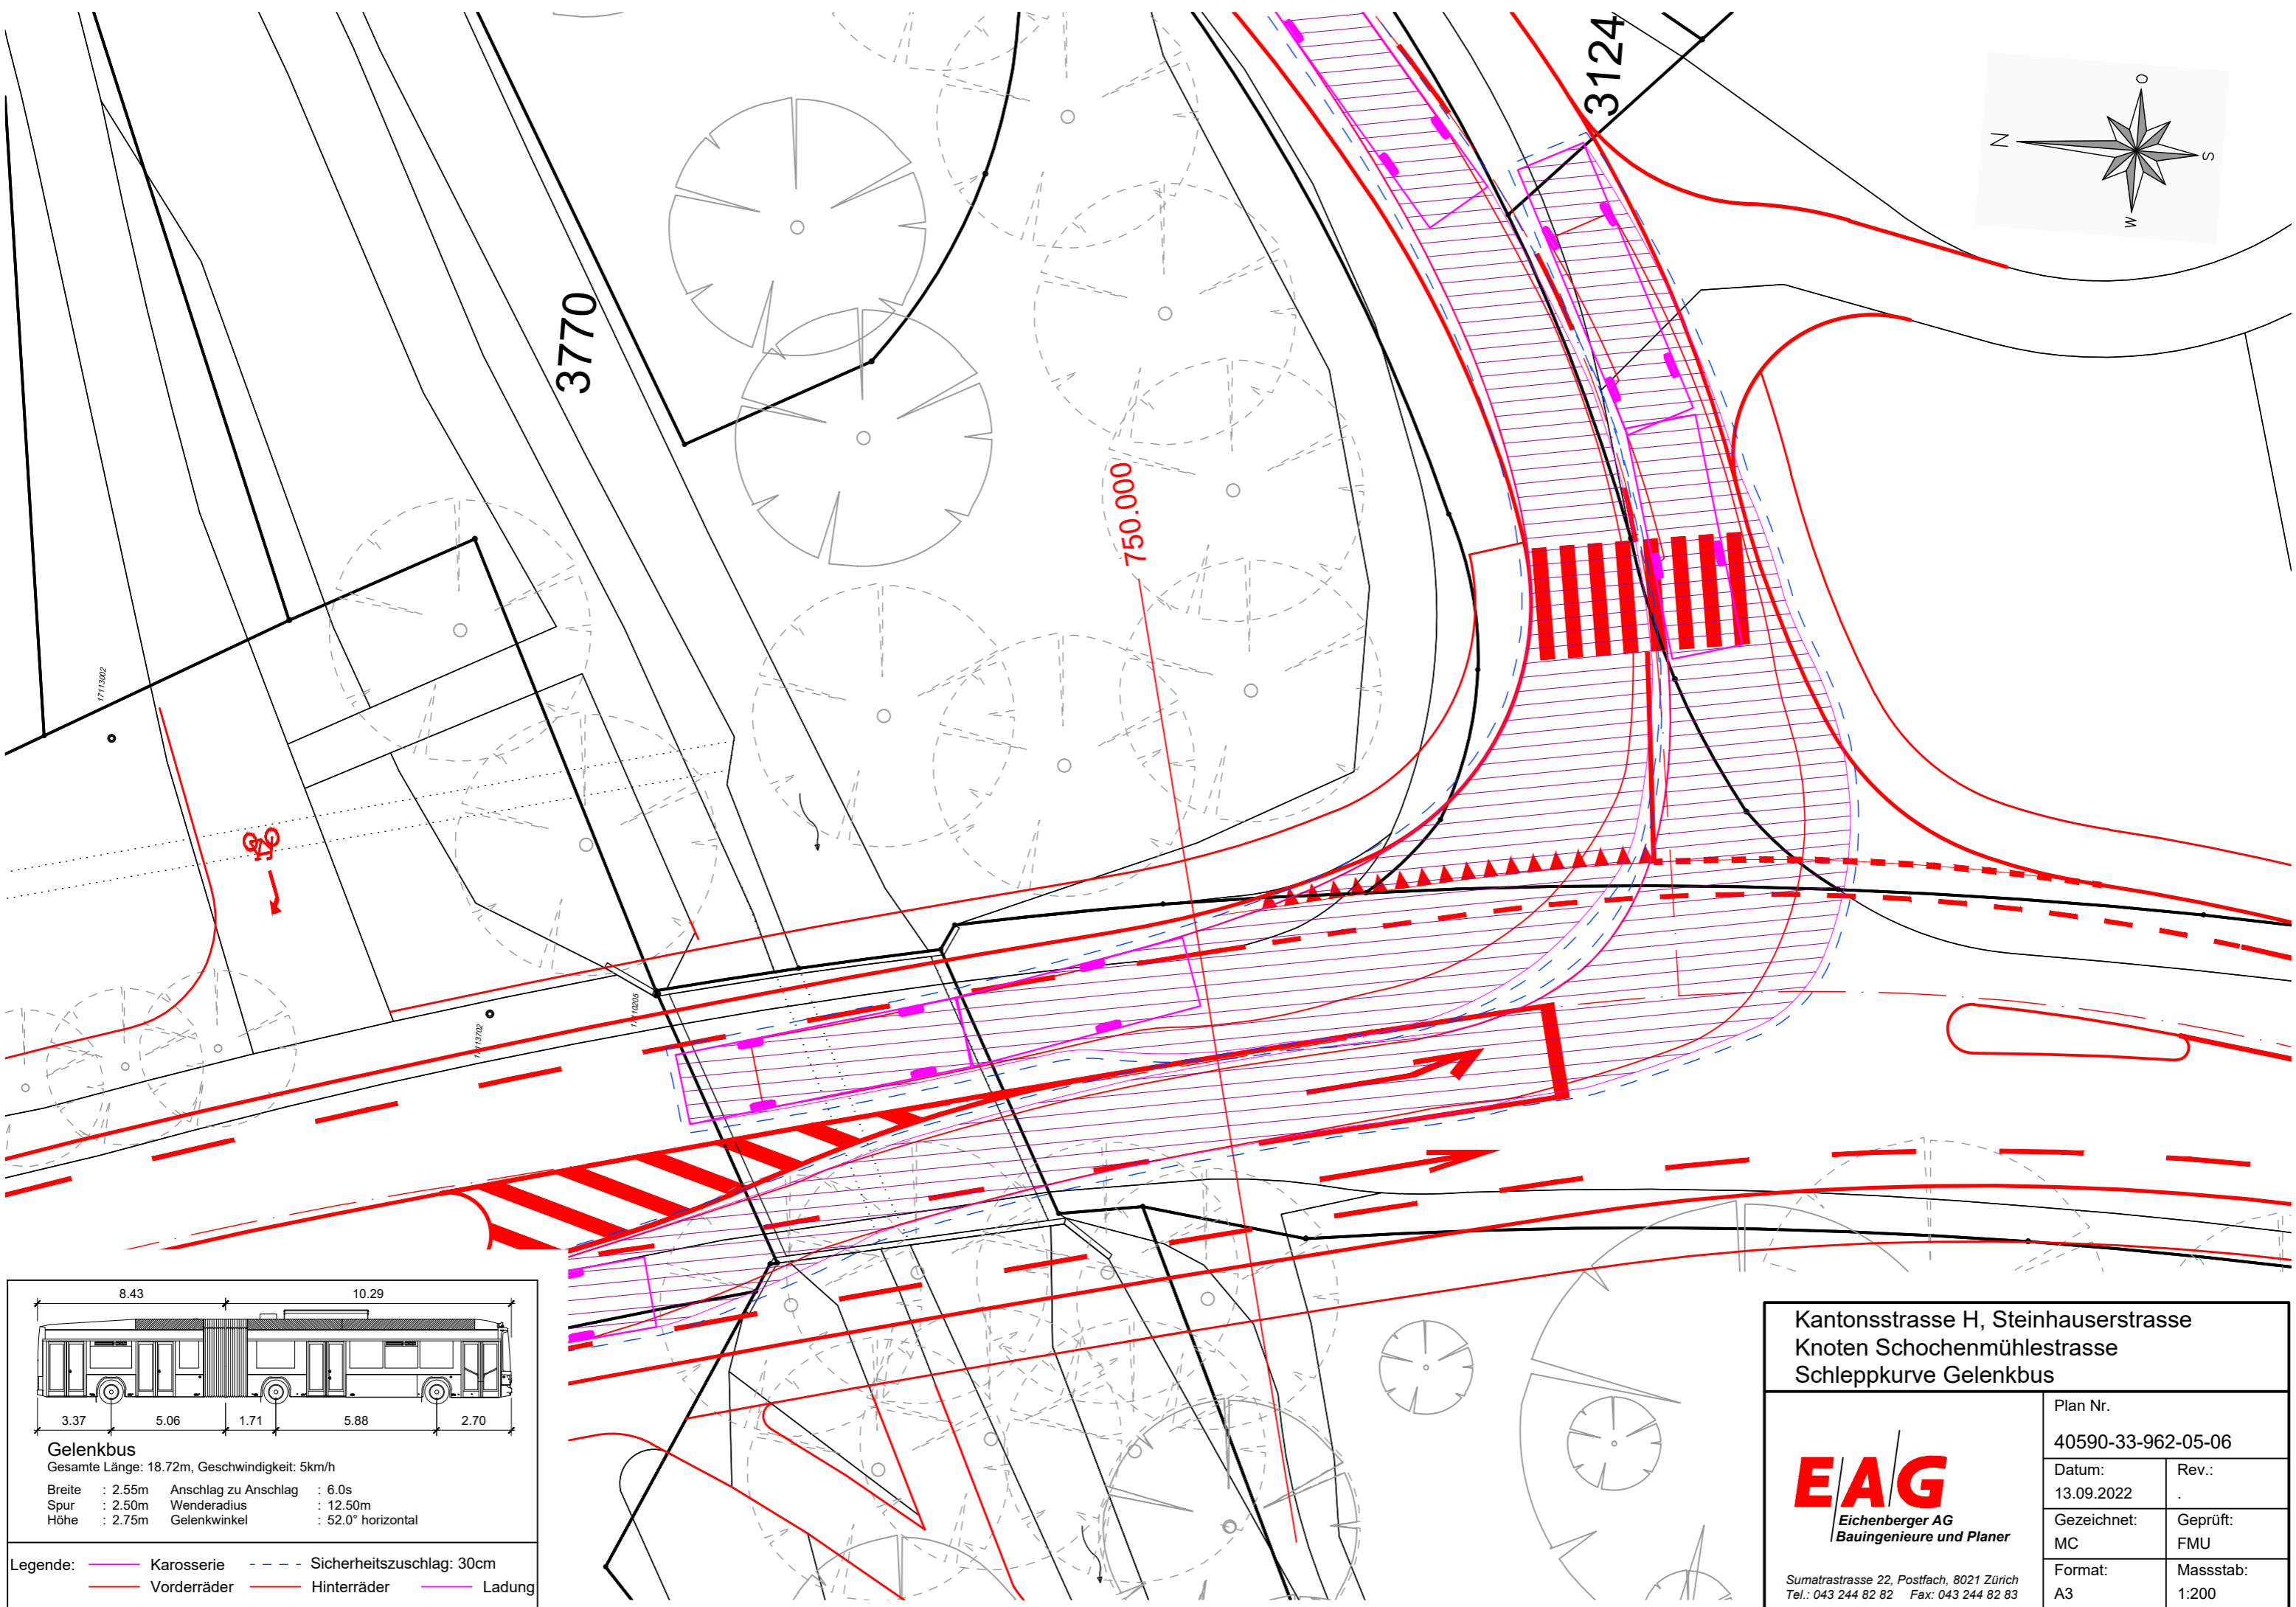 3124
N
O
S
W
3770
750.000
17113002
17113702
8.43 10.29
3.37 5.06 1.71 5.88 2.70
Gelenkbus
Gesamte Länge: 18.72m, Geschwindigkeit: 5km/h
Breite : 2.55m Anschlag zu Anschlag : 6.0s
Spur : 2.50m Wenderadius : 12.50m
Höhe : 2.75m Gelenkwinkel : 52.0° horizontal
Legende: Karosserie Sicherheitszuschlag: 30cm
Vorderräder Hinterräder Ladung
Kantonsstrasse H, Steinhauserstrasse
Knoten Schochenmühlestrasse
Schleppkurve Gelenkbus
EAG
Eichenberger AG
Bauingenieure und Planer
Sumatrastrasse 22, Postfach, 8021 Zürich
Tel.: 043 244 82 82 Fax: 043 244 82 83
Plan Nr.
40590-33-962-05-06
Datum: Rev.:
13.09.2022 .
Gezeichnet: Geprüft:
MC FMU
Format: Massstab:
A3 1:200